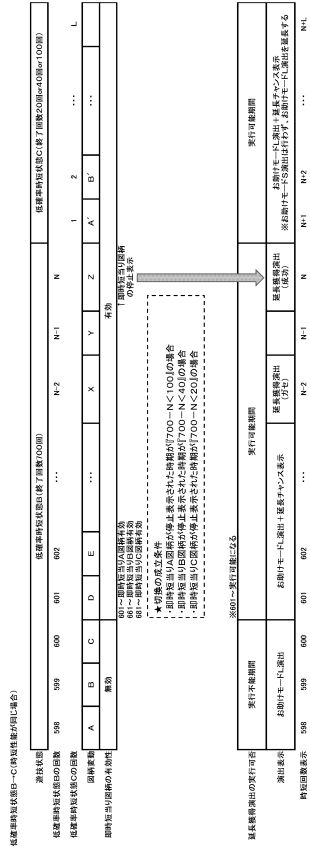 低確率時短状態B→C(時短性能が同じ場合)
遊技状態 低確率時短状態B(終了回数700回) 低確率時短状態C(終了回数20回or40回or100回)
低確率時短状態Bの回数 598 599 600 601 602 ･･･ N-2 N-1 N
低確率時短状態Cの回数 1 2 ･･･ L
図柄変動 A B C D E ･･･ X Y Z A´ B´ ･･･
即時短当り図柄の有効性 無効 有効
601～即時短当りA図柄有効
661～即時短当りB図柄有効
681～即時短当りC図柄有効
↑即時短当り図柄
の停止表示
★切換の成立条件
・即時短当りA図柄が停止表示された時期が『700－N＜100』の場合
・即時短当りB図柄が停止表示された時期が『700－N＜40』の場合
・即時短当りC図柄が停止表示された時期が『700－N＜20』の場合
※601～実行可能になる
延長獲得演出の実行可否 実行不能期間 実行可能期間 実行可能期間
演出表示 お助けモードL演出 お助けモードL演出＋延長チャンス表示 延長獲得演出
(ガセ) 延長獲得演出
(成功) お助けモードL演出＋延長チャンス表示
※お助けモードS演出は行わず、お助けモードL演出を延長する
時短回数表示 598 599 600 601 602 ･･･ N-2 N-1 N N+1 N+2 ･･･ N+L